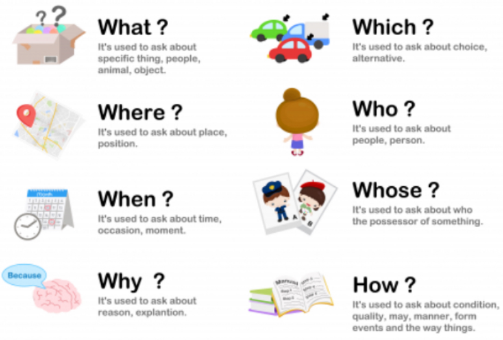 What ?
It's used to ask about
specific thing, people,
animal, object.
Which ?
It's used to ask about choice,
alternative.
Where ?
It's used to ask about place,
position.
Who ?
It's used to ask about
people, person.
When ?
It's used to ask about time,
occasion, moment.
Whose ?
It's used to ask about who
the possessor of something.
Because
Why ?
It's used to ask about
reason, explantion.
How ?
It's used to ask about condition,
quality, may, manner, form
events and the way things.